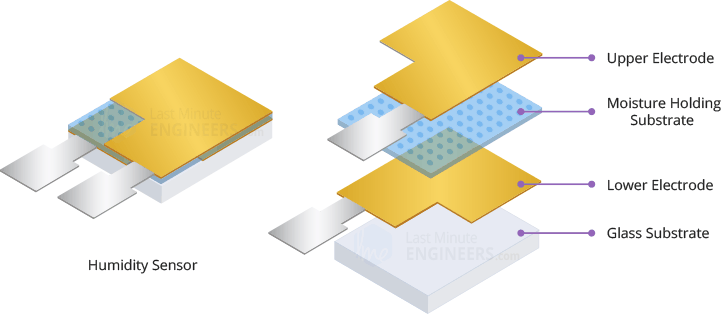 Last Minute
ENGINEERS.com
Humidity Sensor
Upper Electrode
Moisture Holding
Substrate
Lower Electrode
Glass Substrate
Last Minute
ENGINEERS.com